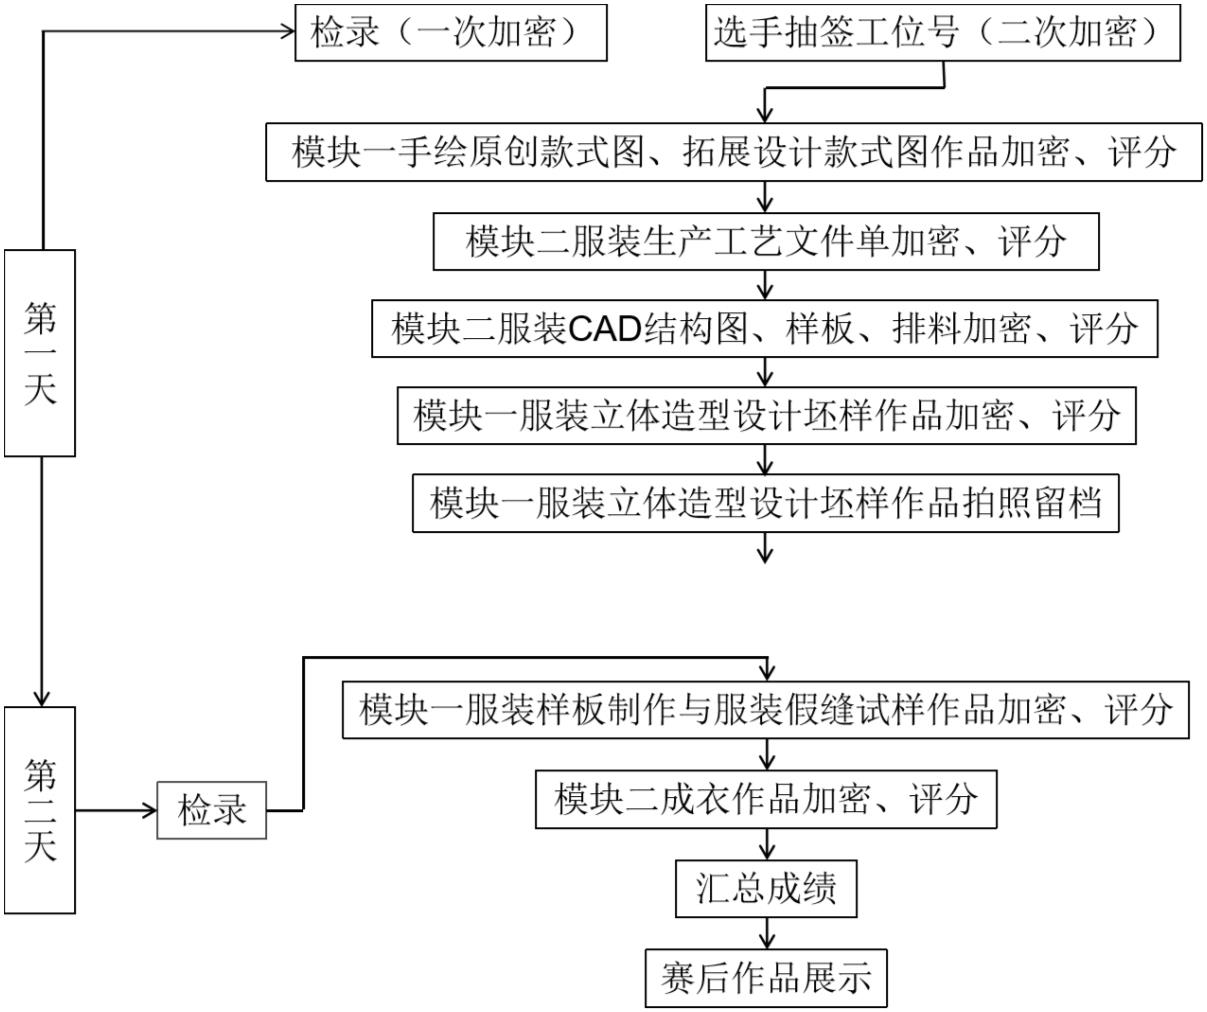 检录（一次加密）
选手抽签工位号（二次加密）
模块一手绘原创款式图、拓展设计款式图作品加密、评分
模块二服装生产工艺文件单加密、评分
第一天
模块二服装CAD结构图、样板、排料加密、评分
模块一服装立体造型设计坯样作品加密、评分
模块一服装立体造型设计坯样作品拍照留档
模块一服装样板制作与服装假缝试样作品加密、评分
第二天
检录
模块二成衣作品加密、评分
汇总成绩
赛后作品展示